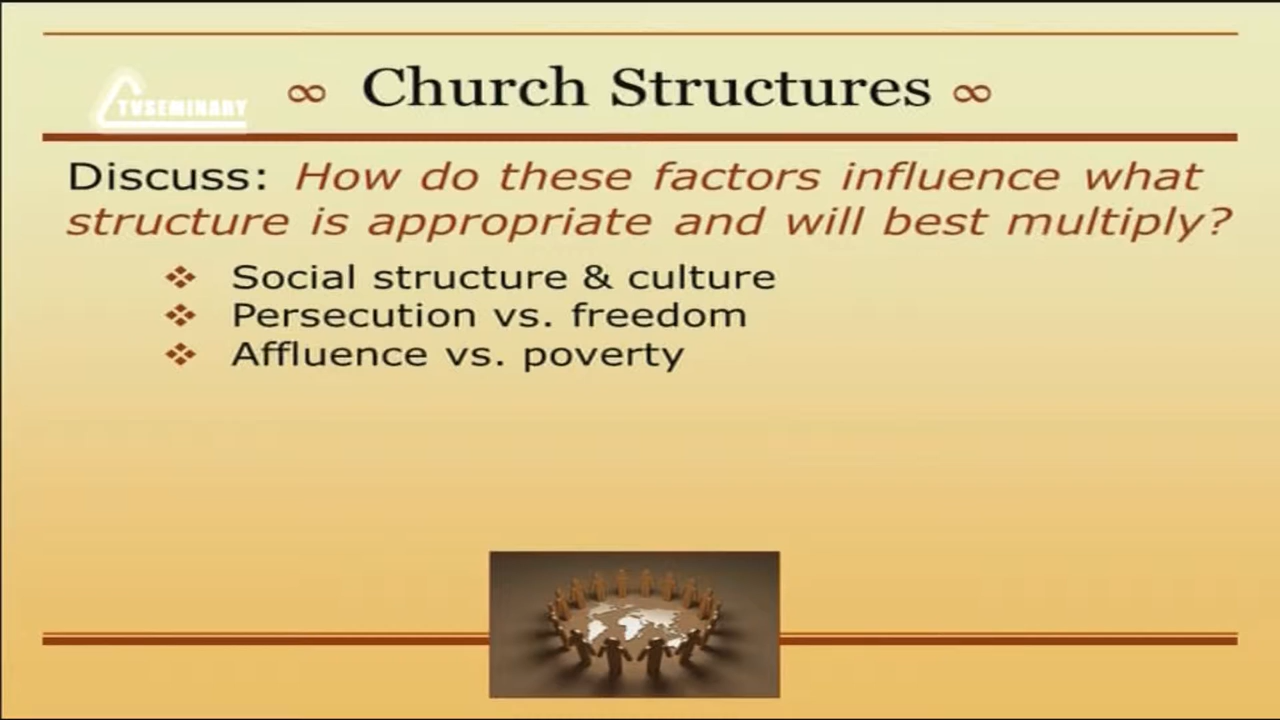 TVSEMINARY
∞ Church Structures ∞
Discuss: How do these factors influence what
structure is appropriate and will best multiply?
❖ Social structure & culture
❖ Persecution vs. freedom
❖ Affluence vs. poverty